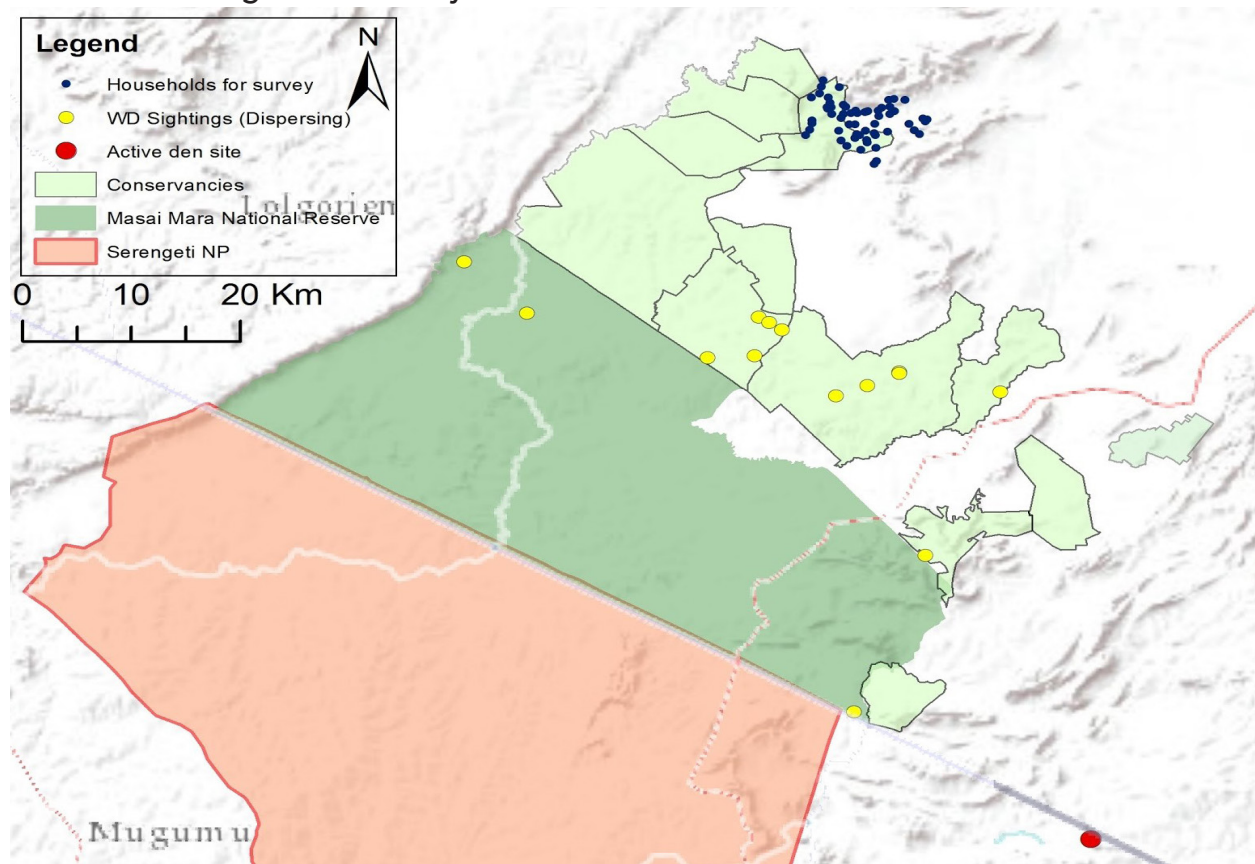 Legend
N
Households for survey
WD Sightings (Dispersing)
Active den site
Conservancies
Lolgorien
Masai Mara National Reserve
Serengeti NP
0 10 20 Km
Mugumu